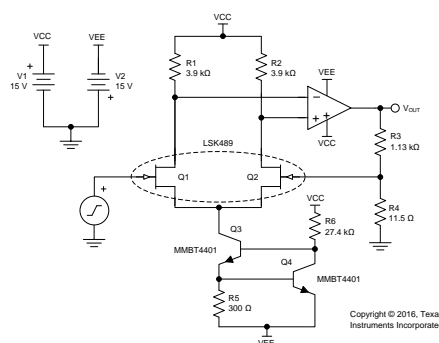 VCC
VCC
VEE
V1
15 V
V2
15 V
R1
3.9 kΩ
R2
3.9 kΩ
VEE
VCC
VOUT
R3
1.13 kΩ
LSK489
Q1
Q2
R4
11.5 Ω
VCC
R6
27.4 kΩ
Q3
MMBT4401
Q4
MMBT4401
R5
300 Ω
VEE
Copyright © 2016, Texa
Instruments Incorporate